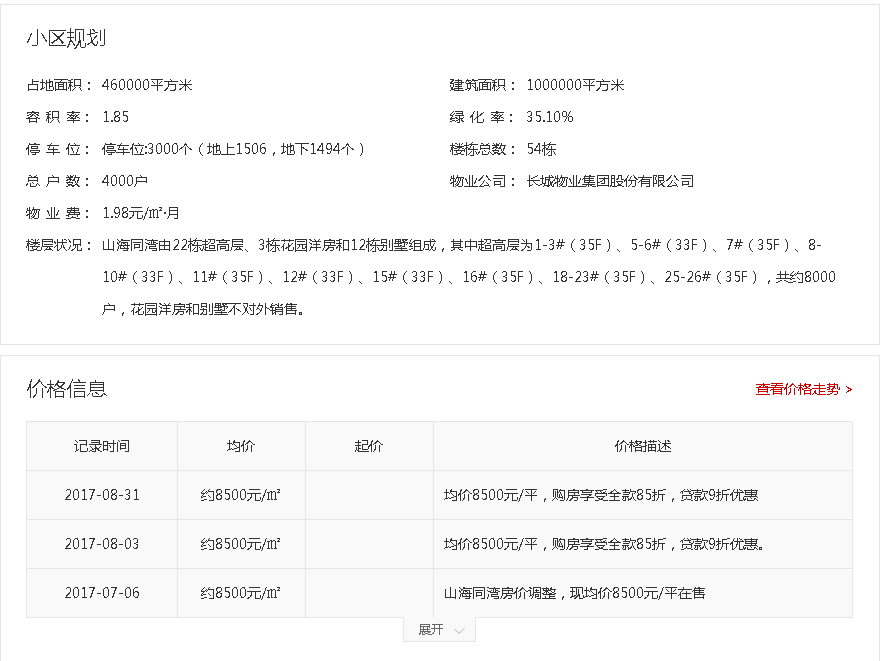 小区规划
占地面积： 460000平方米 建筑面积： 1000000平方米
容 积 率： 1.85 绿 化 率： 35.10%
停 车 位： 停车位:3000个（地上1506，地下1494个） 楼栋总数： 54栋
总 户 数： 4000户 物业公司： 长城物业集团股份有限公司
物 业 费： 1.98元/㎡·月
楼层状况： 山海同湾由22栋超高层、3栋花园洋房和12栋别墅组成，其中超高层为1-3#（35F）、5-6#（33F）、7#（35F）、8-
10#（33F）、11#（35F）、12#（33F）、15#（33F）、16#（35F）、18-23#（35F）、25-26#（35F），共约8000
户，花园洋房和别墅不对外销售。
价格信息 查看价格走势 >
记录时间 均价 起价 价格描述
2017-08-31 约8500元/㎡ 均价8500元/平，购房享受全款85折，贷款9折优惠
2017-08-03 约8500元/㎡ 均价8500元/平，购房享受全款85折，贷款9折优惠。
2017-07-06 约8500元/㎡ 山海同湾房价调整，现均价8500元/平在售
展开